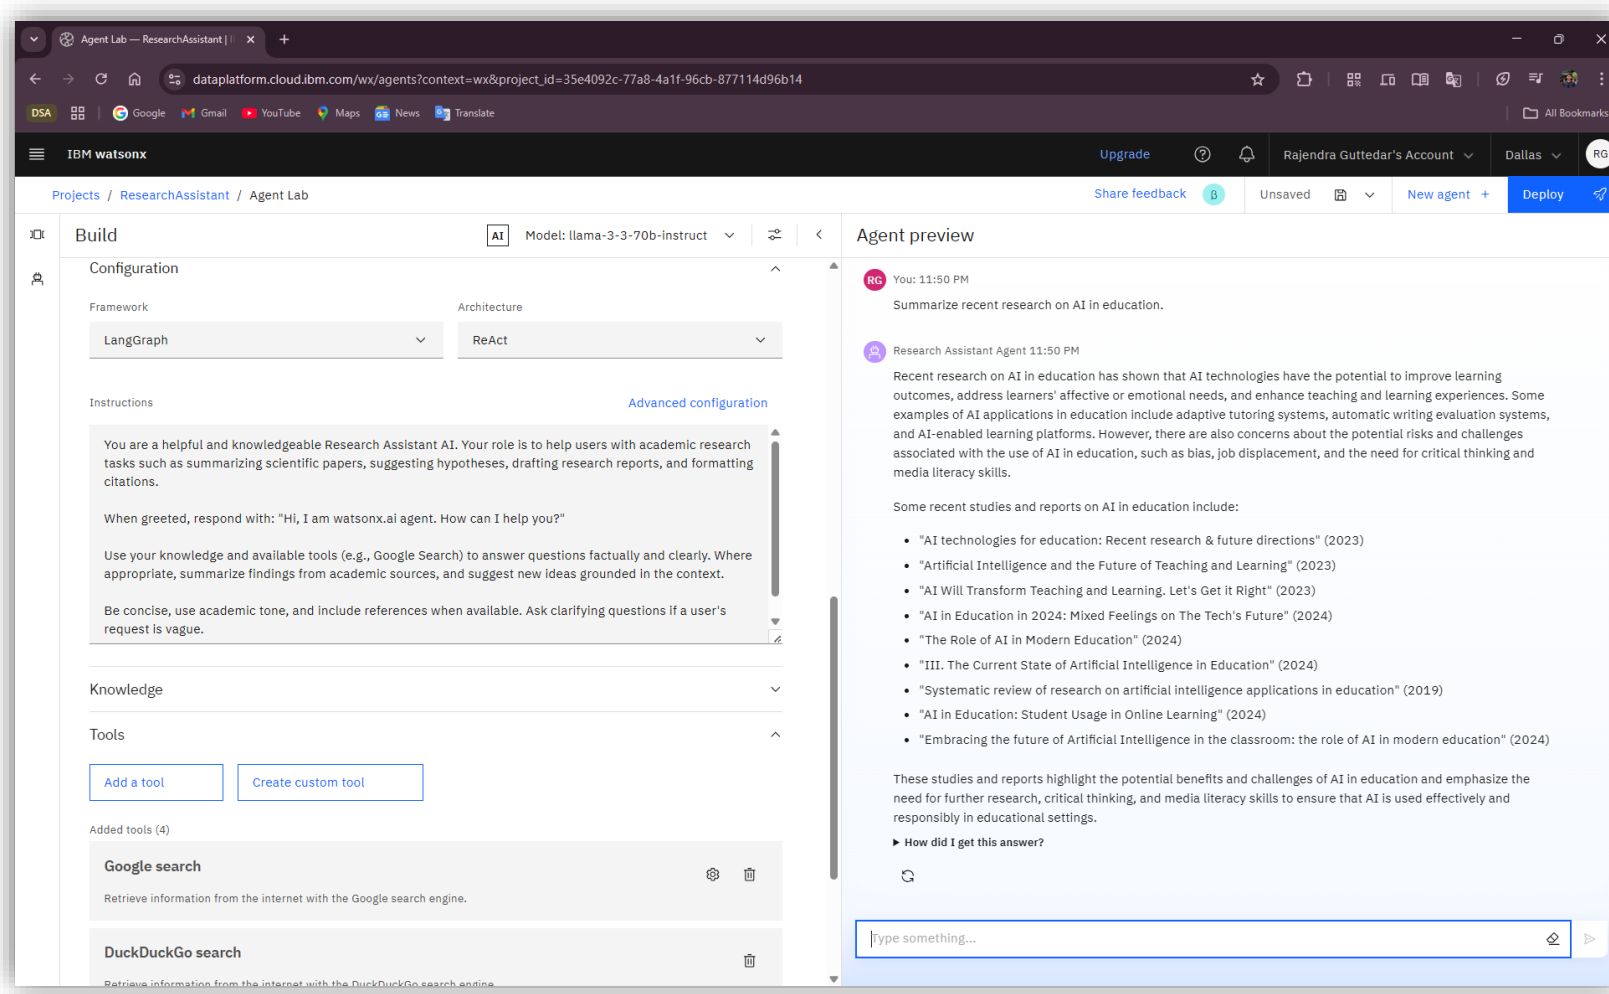 Agent Lab — ResearchAssistant |
dataplatform.cloud.ibm.com/wx/agents?context=wx&project_id=35e4092c-77a8-4a1f-96cb-877114d96b14
DSA Google Gmail YouTube Maps News Translate All Bookmarks
IBM watsonx Upgrade Rajendra Guttedar's Account Dallas RG
Projects / ResearchAssistant / Agent Lab Share feedback β Unsaved New agent + Deploy
Build AI Model: llama-3-3-70b-instruct
Configuration
Framework Architecture
LangGraph ReAct
Instructions Advanced configuration
You are a helpful and knowledgeable Research Assistant AI. Your role is to help users with academic research
tasks such as summarizing scientific papers, suggesting hypotheses, drafting research reports, and formatting
citations.
When greeted, respond with: "Hi, I am watsonx.ai agent. How can I help you?"
Use your knowledge and available tools (e.g., Google Search) to answer questions factually and clearly. Where
appropriate, summarize findings from academic sources, and suggest new ideas grounded in the context.
Be concise, use academic tone, and include references when available. Ask clarifying questions if a user's
request is vague.
Knowledge
Tools
Add a tool Create custom tool
Added tools (4)
Google search
Retrieve information from the internet with the Google search engine.
DuckDuckGo search
Retrieve information from the internet with the DuckDuckGo search engine.
Agent preview
RG You: 11:50 PM
Summarize recent research on AI in education.
Research Assistant Agent 11:50 PM
Recent research on AI in education has shown that AI technologies have the potential to improve learning
outcomes, address learners' affective or emotional needs, and enhance teaching and learning experiences. Some
examples of AI applications in education include adaptive tutoring systems, automatic writing evaluation systems,
and AI-enabled learning platforms. However, there are also concerns about the potential risks and challenges
associated with the use of AI in education, such as bias, job displacement, and the need for critical thinking and
media literacy skills.
Some recent studies and reports on AI in education include:
• "AI technologies for education: Recent research & future directions" (2023)
• "Artificial Intelligence and the Future of Teaching and Learning" (2023)
• "AI Will Transform Teaching and Learning. Let's Get it Right" (2023)
• "AI in Education in 2024: Mixed Feelings on The Tech's Future" (2024)
• "The Role of AI in Modern Education" (2024)
• "III. The Current State of Artificial Intelligence in Education" (2024)
• "Systematic review of research on artificial intelligence applications in education" (2019)
• "AI in Education: Student Usage in Online Learning" (2024)
• "Embracing the future of Artificial Intelligence in the classroom: the role of AI in modern education" (2024)
These studies and reports highlight the potential benefits and challenges of AI in education and emphasize the
need for further research, critical thinking, and media literacy skills to ensure that AI is used effectively and
responsibly in educational settings.
How did I get this answer?
Type something...